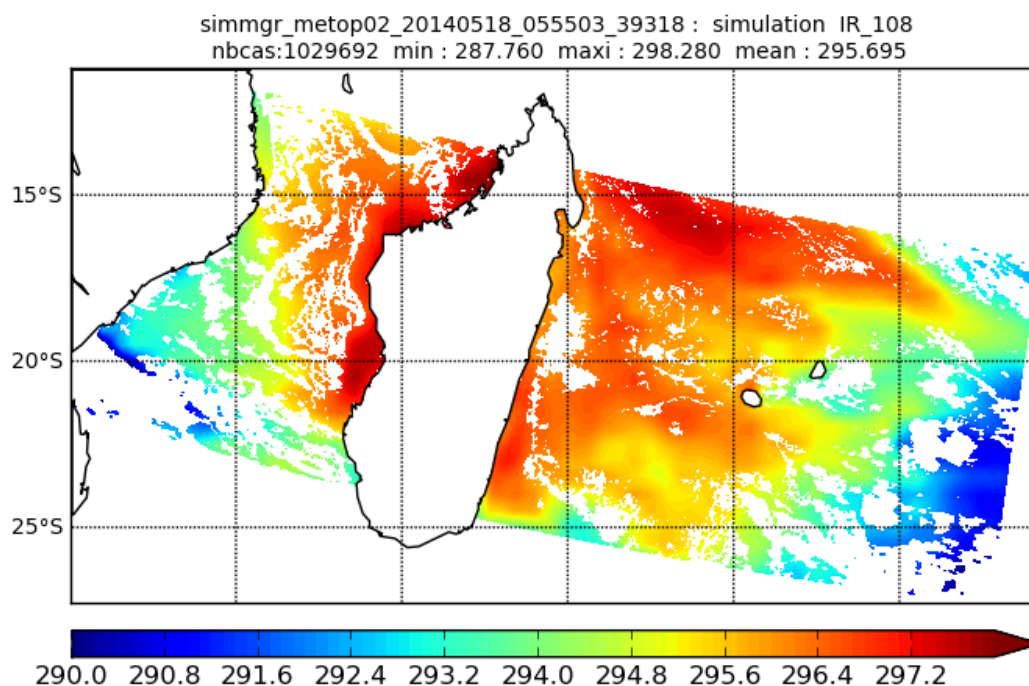 simmgr_metop02_20140518_055503_39318 : simulation IR_108
nbcas:1029692 min : 287.760 maxi : 298.280 mean : 295.695
15°S
20°S
25°S
290.0 290.8 291.6 292.4 293.2 294.0 294.8 295.6 296.4 297.2